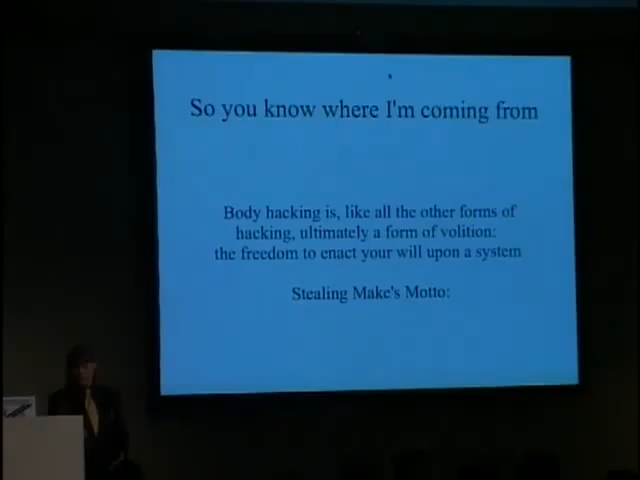 So you know where I'm coming from
Body hacking is, like all the other forms of
hacking, ultimately a form of volition:
the freedom to enact your will upon a system
Stealing Make's Motto: